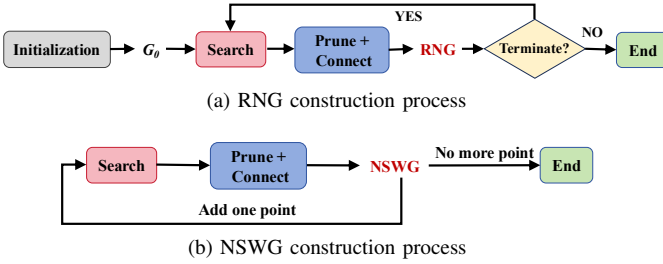 YES
Initialization
G₀
Search
Prune +
Connect
RNG
Terminate?
NO
End
(a) RNG construction process
Search
Prune +
Connect
NSWG
No more point
End
Add one point
(b) NSWG construction process